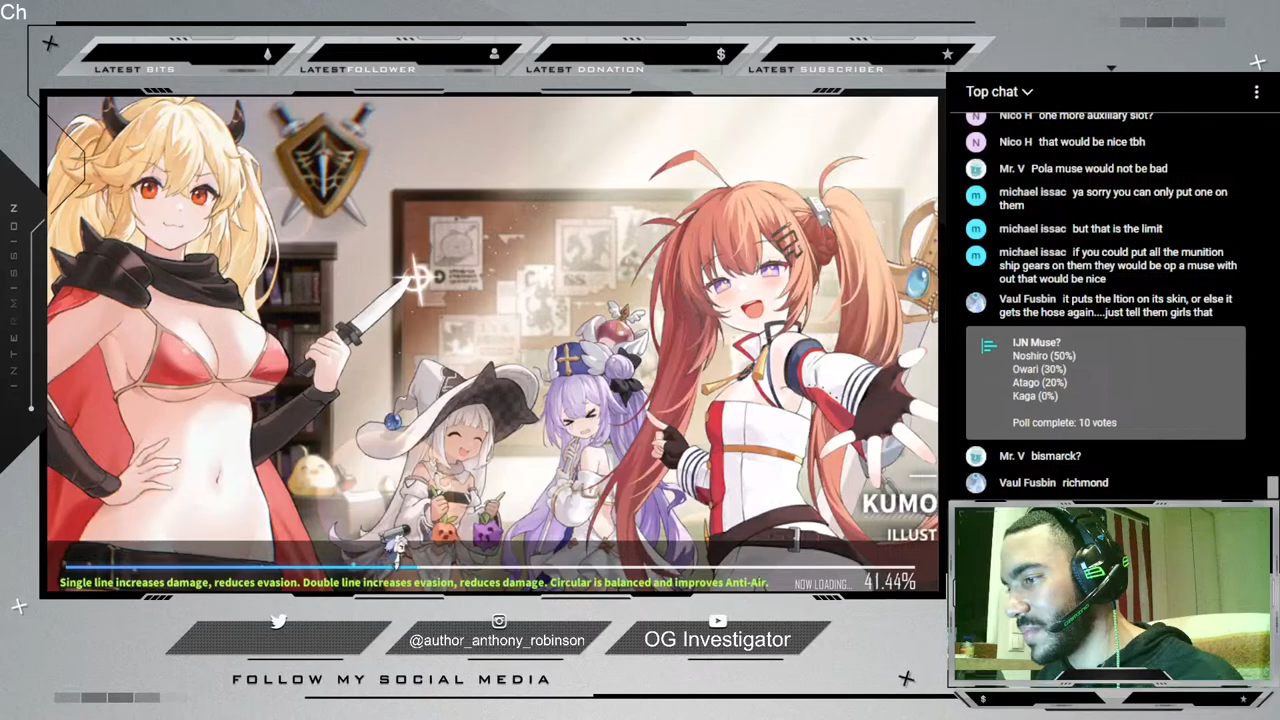 Ch
LATEST BITS
LATEST FOLLOWER
LATEST DONATION
LATEST SUBSCRIBER
INTERMISSION
Top chat
Nico H one more auxiliary slot?
Nico H that would be nice tbh
Mr. V Pola muse would not be bad
michael issac ya sorry you can only put one on
them
michael issac but that is the limit
michael issac if you could put all the munition
ship gears on them they would be op a muse with
out that would be nice
Vaul Fusbin it puts the ltion on its skin, or else it
gets the hose again....just tell them girls that
IJN Muse?
Noshiro (50%)
Owari (30%)
Atago (20%)
Kaga (0%)
Poll complete: 10 votes
Mr. V bismarck?
Vaul Fusbin richmond
KUMO
ILLUST
Single line increases damage, reduces evasion. Double line increases evasion, reduces damage. Circular is balanced and improves Anti-Air.
NOW LOADING... 41.44%
@author_anthony_robinson
OG Investigator
FOLLOW MY SOCIAL MEDIA